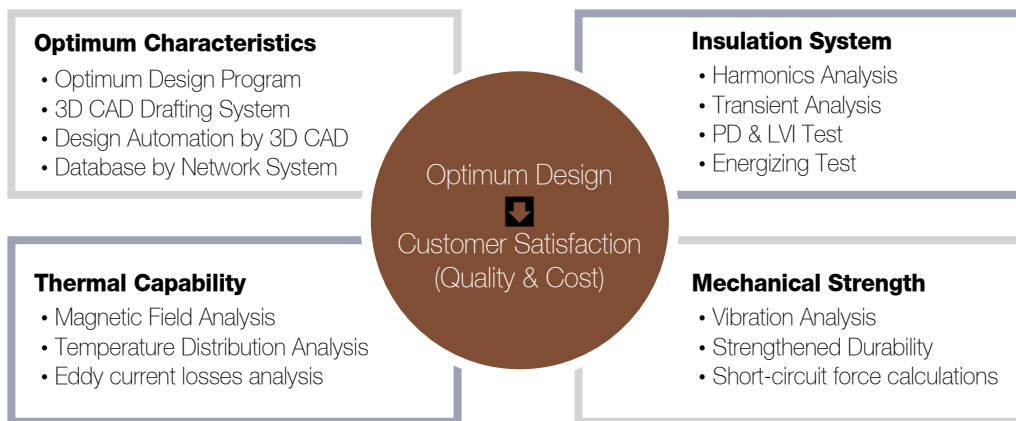 Optimum Characteristics
• Optimum Design Program
• 3D CAD Drafting System
• Design Automation by 3D CAD
• Database by Network System
Insulation System
• Harmonics Analysis
• Transient Analysis
• PD & LVI Test
• Energizing Test
Optimum Design
Customer Satisfaction
(Quality & Cost)
Thermal Capability
• Magnetic Field Analysis
• Temperature Distribution Analysis
• Eddy current losses analysis
Mechanical Strength
• Vibration Analysis
• Strengthened Durability
• Short-circuit force calculations